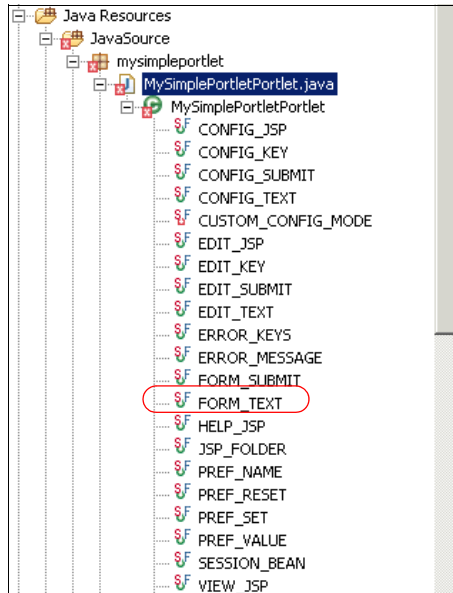 Java Resources
JavaSource
mysimpleportlet
MySimplePortletPortlet.java
MySimplePortletPortlet
CONFIG_JSP
CONFIG_KEY
CONFIG_SUBMIT
CONFIG_TEXT
CUSTOM_CONFIG_MODE
EDIT_JSP
EDIT_KEY
EDIT_SUBMIT
EDIT_TEXT
ERROR_KEYS
ERROR_MESSAGE
FORM_SUBMIT
FORM_TEXT
HELP_JSP
JSP_FOLDER
PREF_NAME
PREF_RESET
PREF_SET
PREF_VALUE
SESSION_BEAN
VIEW_JSP